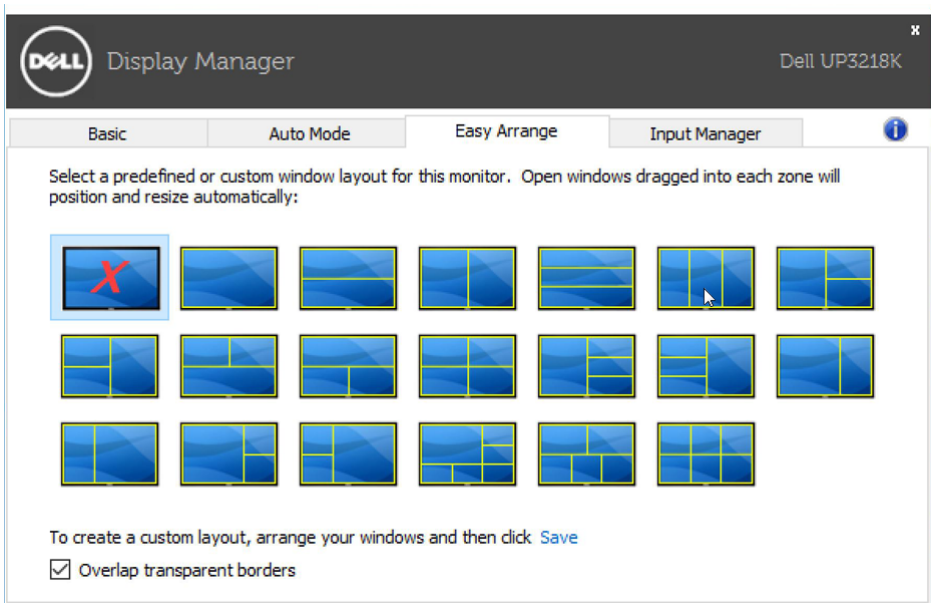 x
DELL Display Manager Dell UP3218K
Basic Auto Mode Easy Arrange Input Manager i
Select a predefined or custom window layout for this monitor. Open windows dragged into each zone will
position and resize automatically:
X
To create a custom layout, arrange your windows and then click Save
Overlap transparent borders